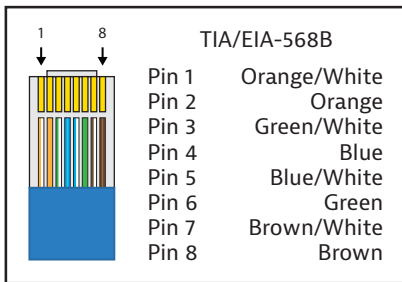 1 8
TIA/EIA-568B
Pin 1 Orange/White
Pin 2 Orange
Pin 3 Green/White
Pin 4 Blue
Pin 5 Blue/White
Pin 6 Green
Pin 7 Brown/White
Pin 8 Brown